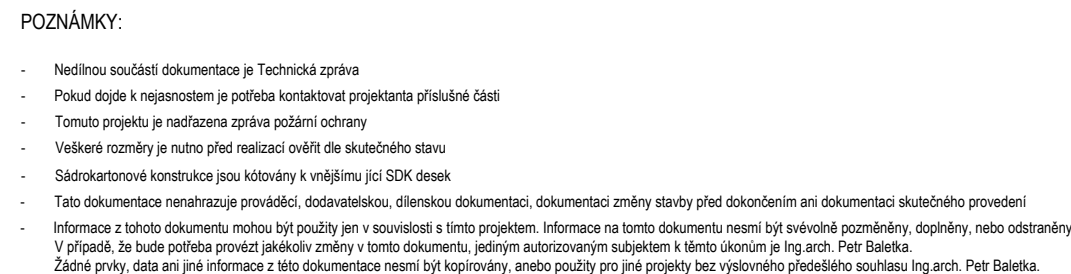 POZNÁMKY:
- Nedílnou součástí dokumentace je Technická zpráva
- Pokud dojde k nejasnostem je potřeba kontaktovat projektanta příslušné části
- Tomuto projektu je nadřazena zpráva požární ochrany
- Veškeré rozměry je nutno před realizací ověřit dle skutečného stavu
- Sádrokartonové konstrukce jsou kótovány k vnějšímu jící SDK desek
- Tato dokumentace nenahrazuje prováděcí, dodavatelskou, dílenskou dokumentaci, dokumentaci změny stavby před dokončením ani dokumentaci skutečného provedení
- Informace z tohoto dokumentu mohou být použity jen v souvislosti s tímto projektem. Informace na tomto dokumentu nesmí být svévolně pozměněny, doplněny, nebo odstraněny
V případě, že bude potřeba provézt jakékoliv změny v tomto dokumentu, jediným autorizovaným subjektem k těmto úkonům je Ing.arch. Petr Baletka.
Žádné prvky, data ani jiné informace z této dokumentace nesmí být kopírovány, anebo použity pro jiné projekty bez výslovného předešlého souhlasu Ing.arch. Petr Baletka.